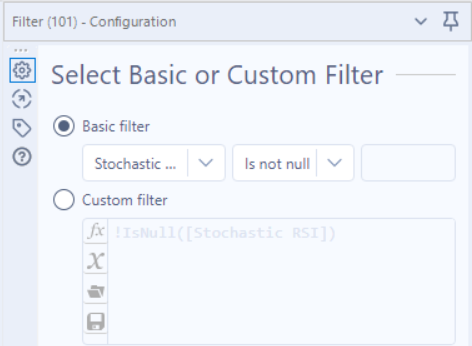 Filter (101) - Configuration
Select Basic or Custom Filter
Basic filter
Stochastic ... Is not null
Custom filter
fx !IsNull([Stochastic RSI])
X